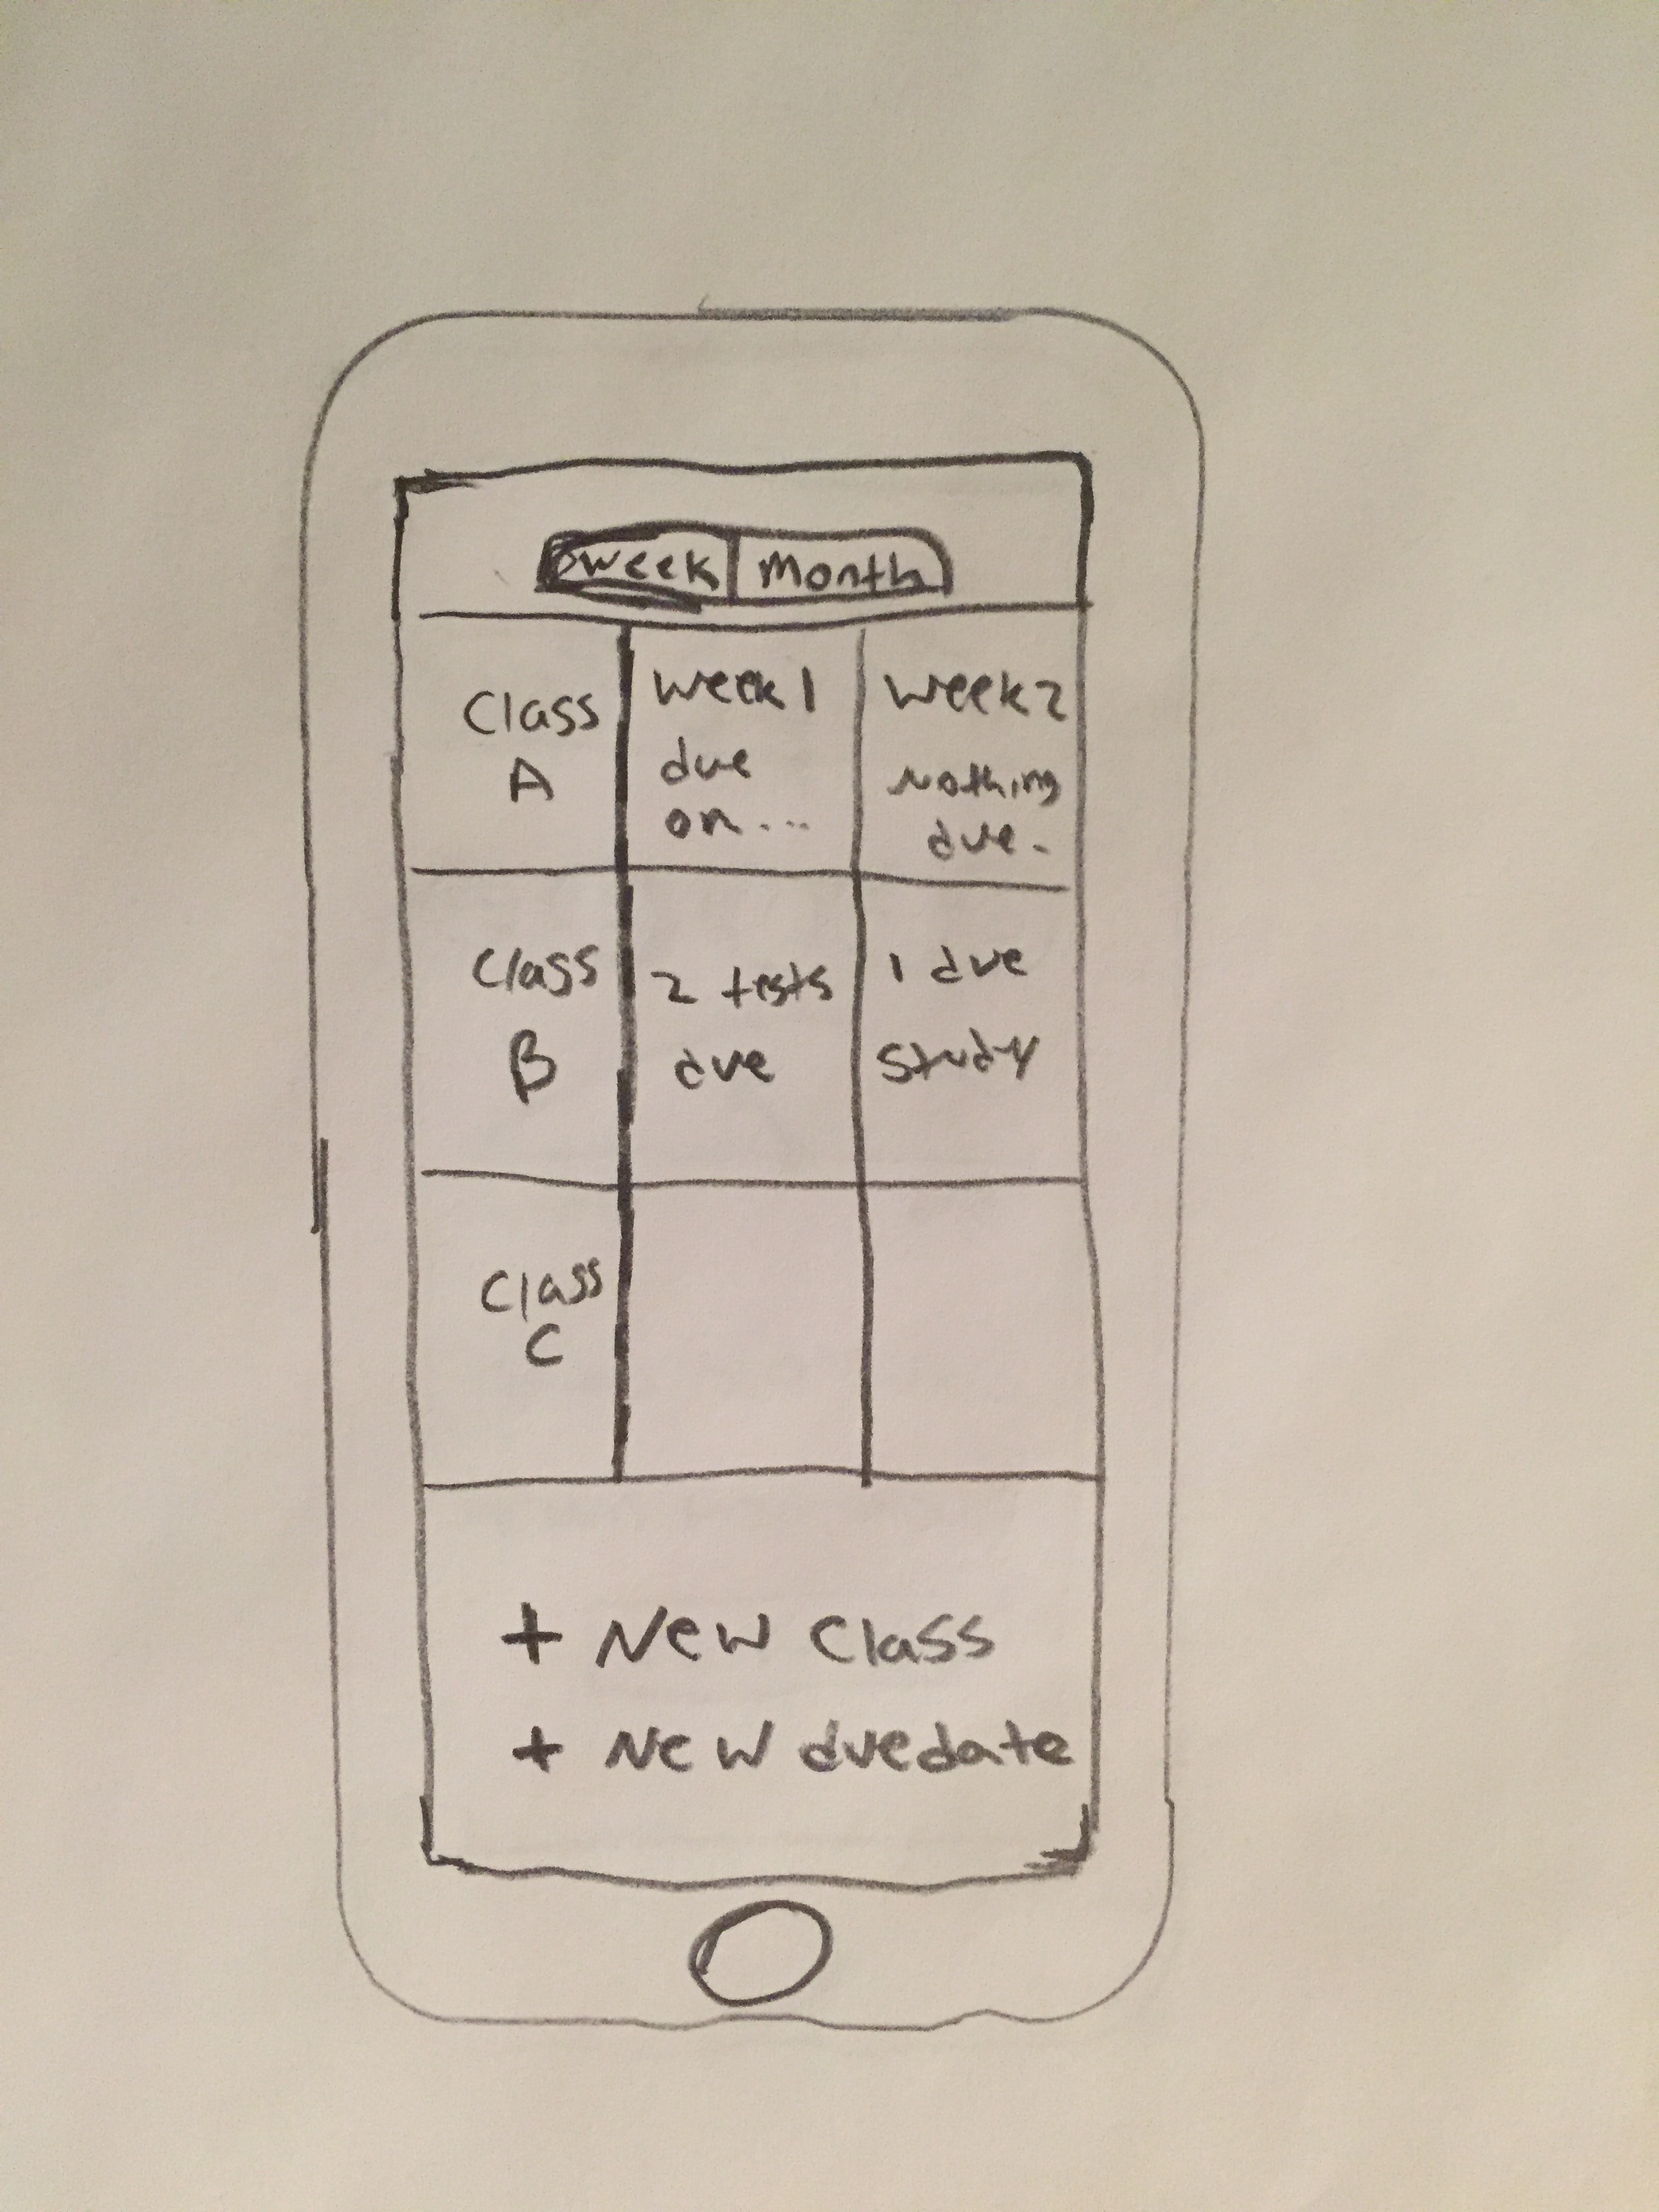 week month
Class
A
week 1
due
on...
week 2
Nothing
due.
Class
B
2 tests
due
1 due
study
Class
C
+ New Class
+ New duedate